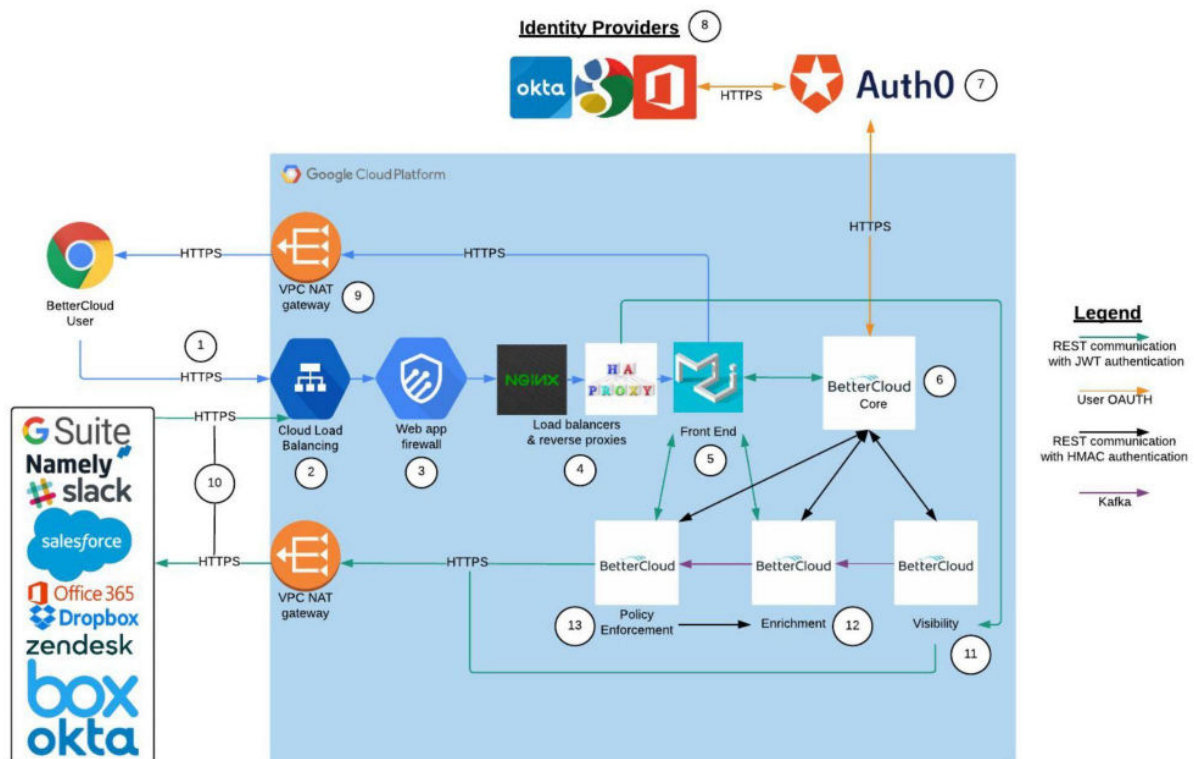 Identity Providers 8
okta
HTTPS
Auth0 7
Google Cloud Platform
HTTPS
HTTPS
HTTPS
VPC NAT
gateway
9
BetterCloud
User
1
HTTPS
Cloud Load
Balancing
2
Web app
firewall
3
NGINX
HA
PROXY
Load balancers
& reverse proxies
4
Front End
5
BetterCloud
Core
6
Legend
REST communication
with JWT authentication
User OAUTH
REST communication
with HMAC authentication
Kafka
HTTPS
G Suite
Namely
slack
salesforce
Office 365
Dropbox
zendesk
box
okta
10
HTTPS
VPC NAT
gateway
HTTPS
BetterCloud
13
Policy
Enforcement
BetterCloud
Enrichment
12
BetterCloud
Visibility
11